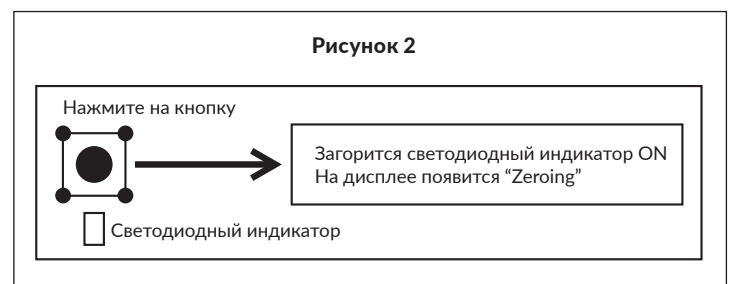 Рисунок 2
Нажмите на кнопку
Загорится светодиодный индикатор ON
На дисплее появится “Zeroing”
Светодиодный индикатор